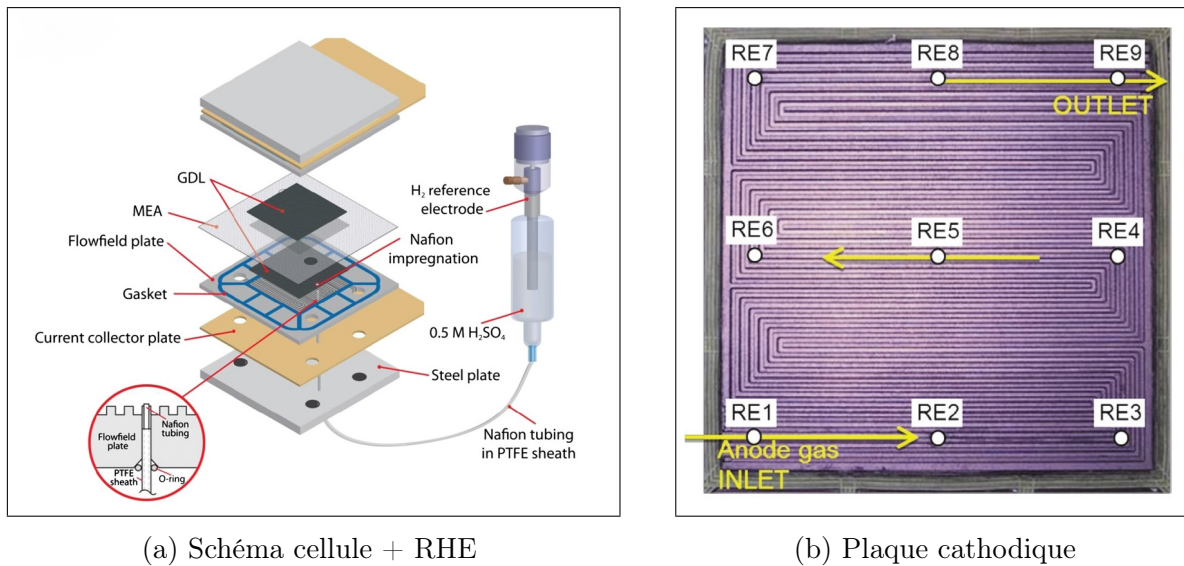 GDL
MEA
Flowfield plate
Gasket
Current collector plate
Nafion
impregnation
H₂ reference
electrode
0.5 M H₂SO₄
Steel plate
Nafion tubing
in PTFE sheath
Flowfield
plate
Nafion
tubing
PTFE
sheath
O-ring
(a) Schéma cellule + RHE
RE7
RE8
RE9
OUTLET
RE6
RE5
RE4
RE1
RE2
RE3
Anode gas
INLET
(b) Plaque cathodique